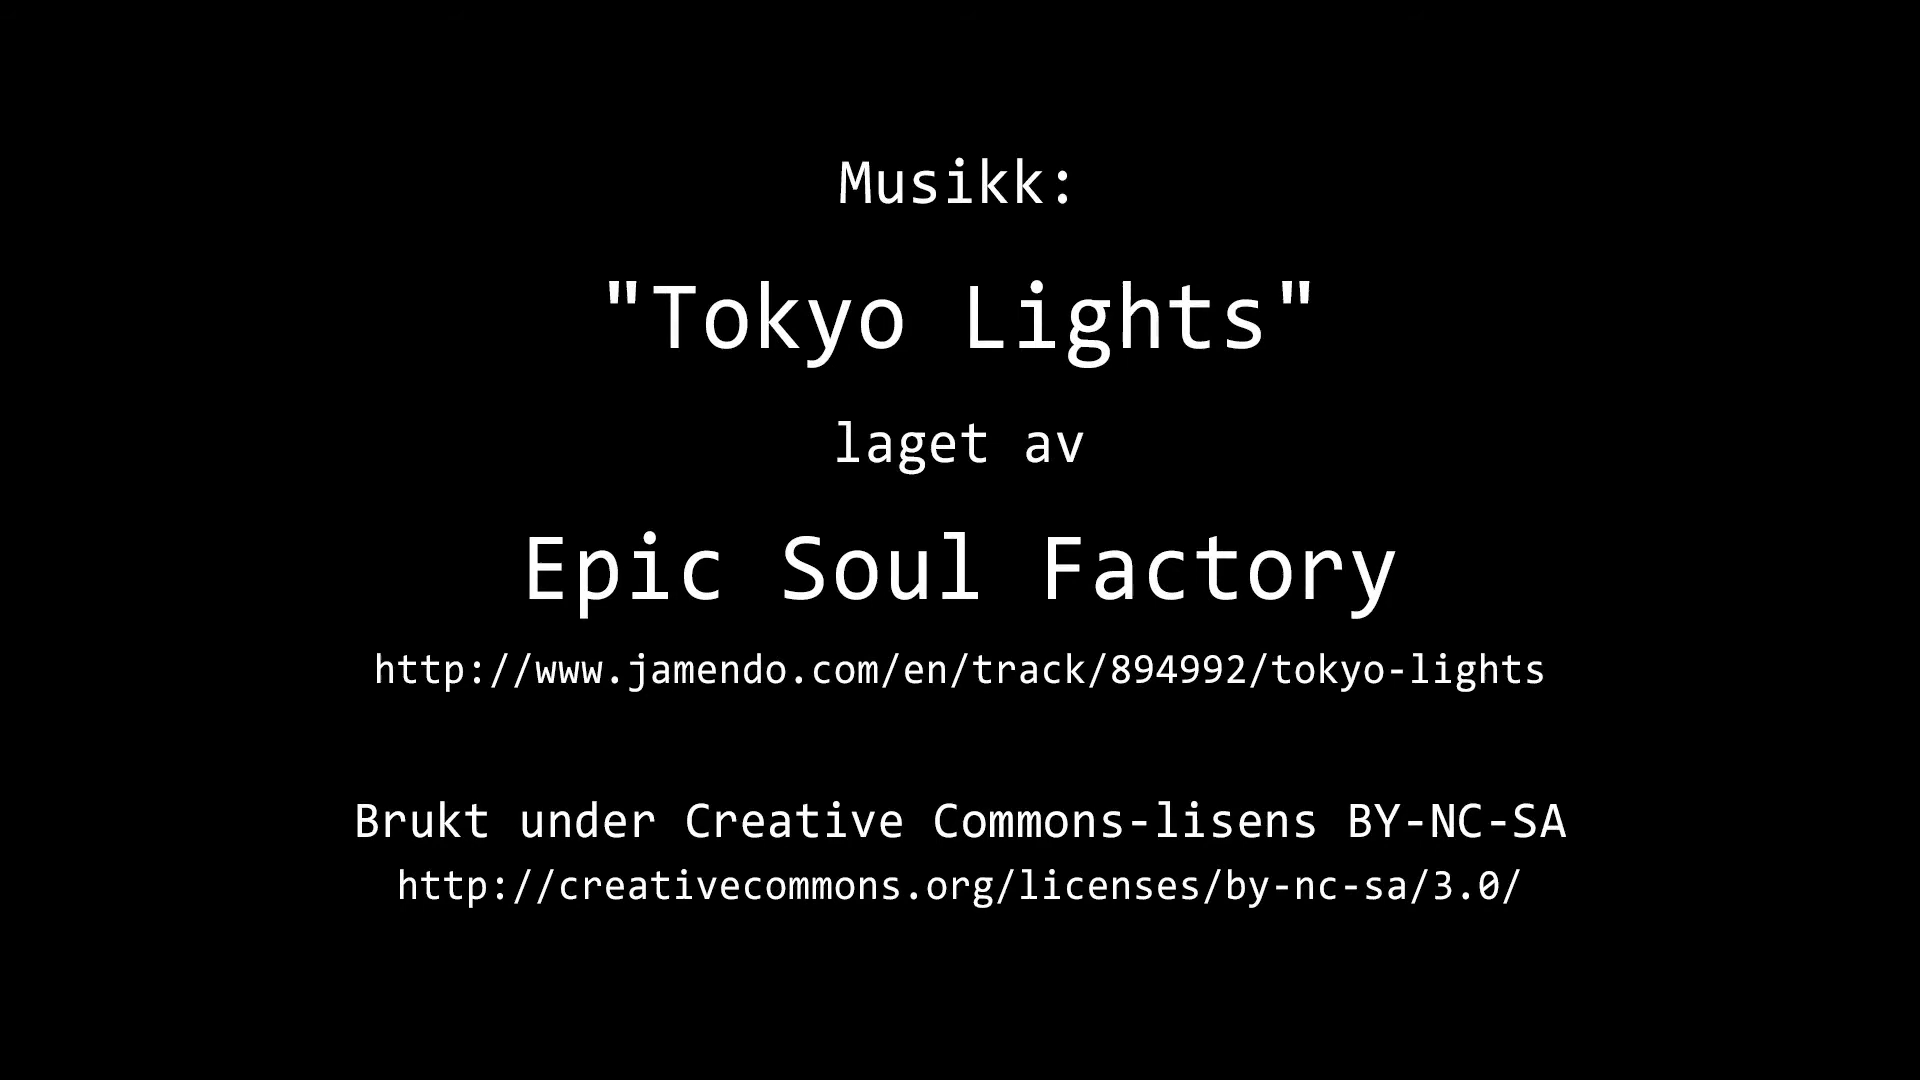 Musikk:
"Tokyo Lights"
laget av
Epic Soul Factory
http://www.jamendo.com/en/track/894992/tokyo-lights
Brukt under Creative Commons-lisens BY-NC-SA
http://creativecommons.org/licenses/by-nc-sa/3.0/